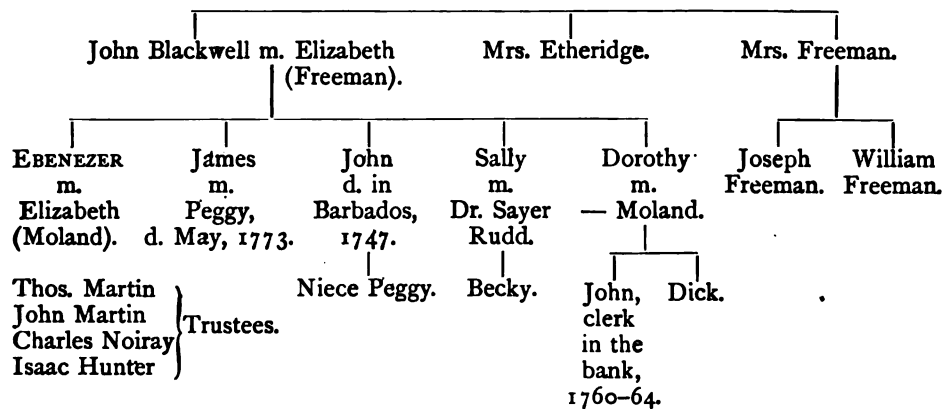 John Blackwell m. Elizabeth
(Freeman).
Mrs. Etheridge.
Mrs. Freeman.
EBENEZER
m.
Elizabeth
(Moland).
James
m.
Peggy,
d. May, 1773.
John
d. in
Barbados,
1747.
Sally
m.
Dr. Sayer
Rudd.
Dorothy
m.
— Moland.
Joseph
Freeman.
William
Freeman.
Niece Peggy.
Becky.
John,
clerk
in the
bank,
1760–64.
Dick.
Thos. Martin
John Martin
Charles Noiray
Isaac Hunter
Trustees.